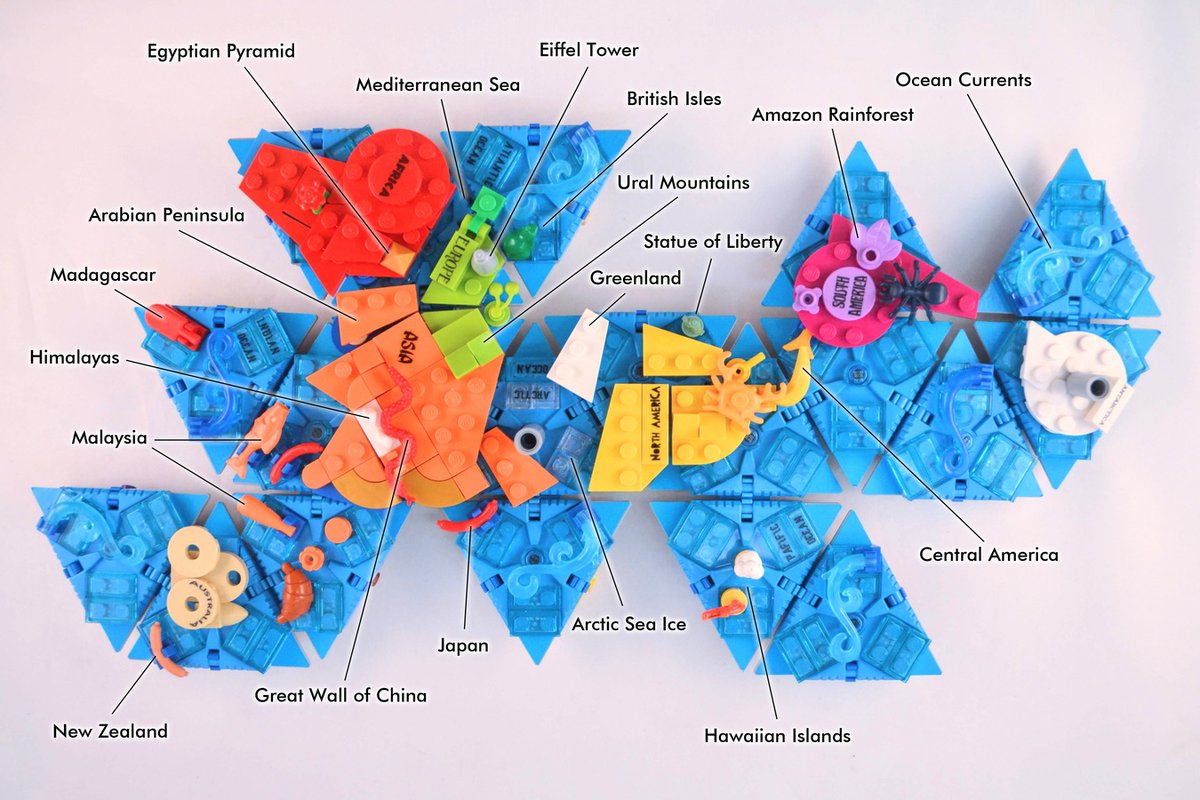 Egyptian Pyramid
Eiffel Tower
Mediterranean Sea
Ocean Currents
British Isles
Amazon Rainforest
Ural Mountains
Arabian Peninsula
Statue of Liberty
Madagascar
Greenland
Himalayas
Malaysia
Central America
Arctic Sea Ice
Japan
Great Wall of China
New Zealand
Hawaiian Islands
AFRICA
ATLANTIC
OCEAN
EUROPE
ASIA
INDIAN
OCEAN
OCEAN
ARCTIC
NORTH AMERICA
SOUTH
AMERICA
ANTARCTICA
PACIFIC
OCEAN
AUSTRALIA